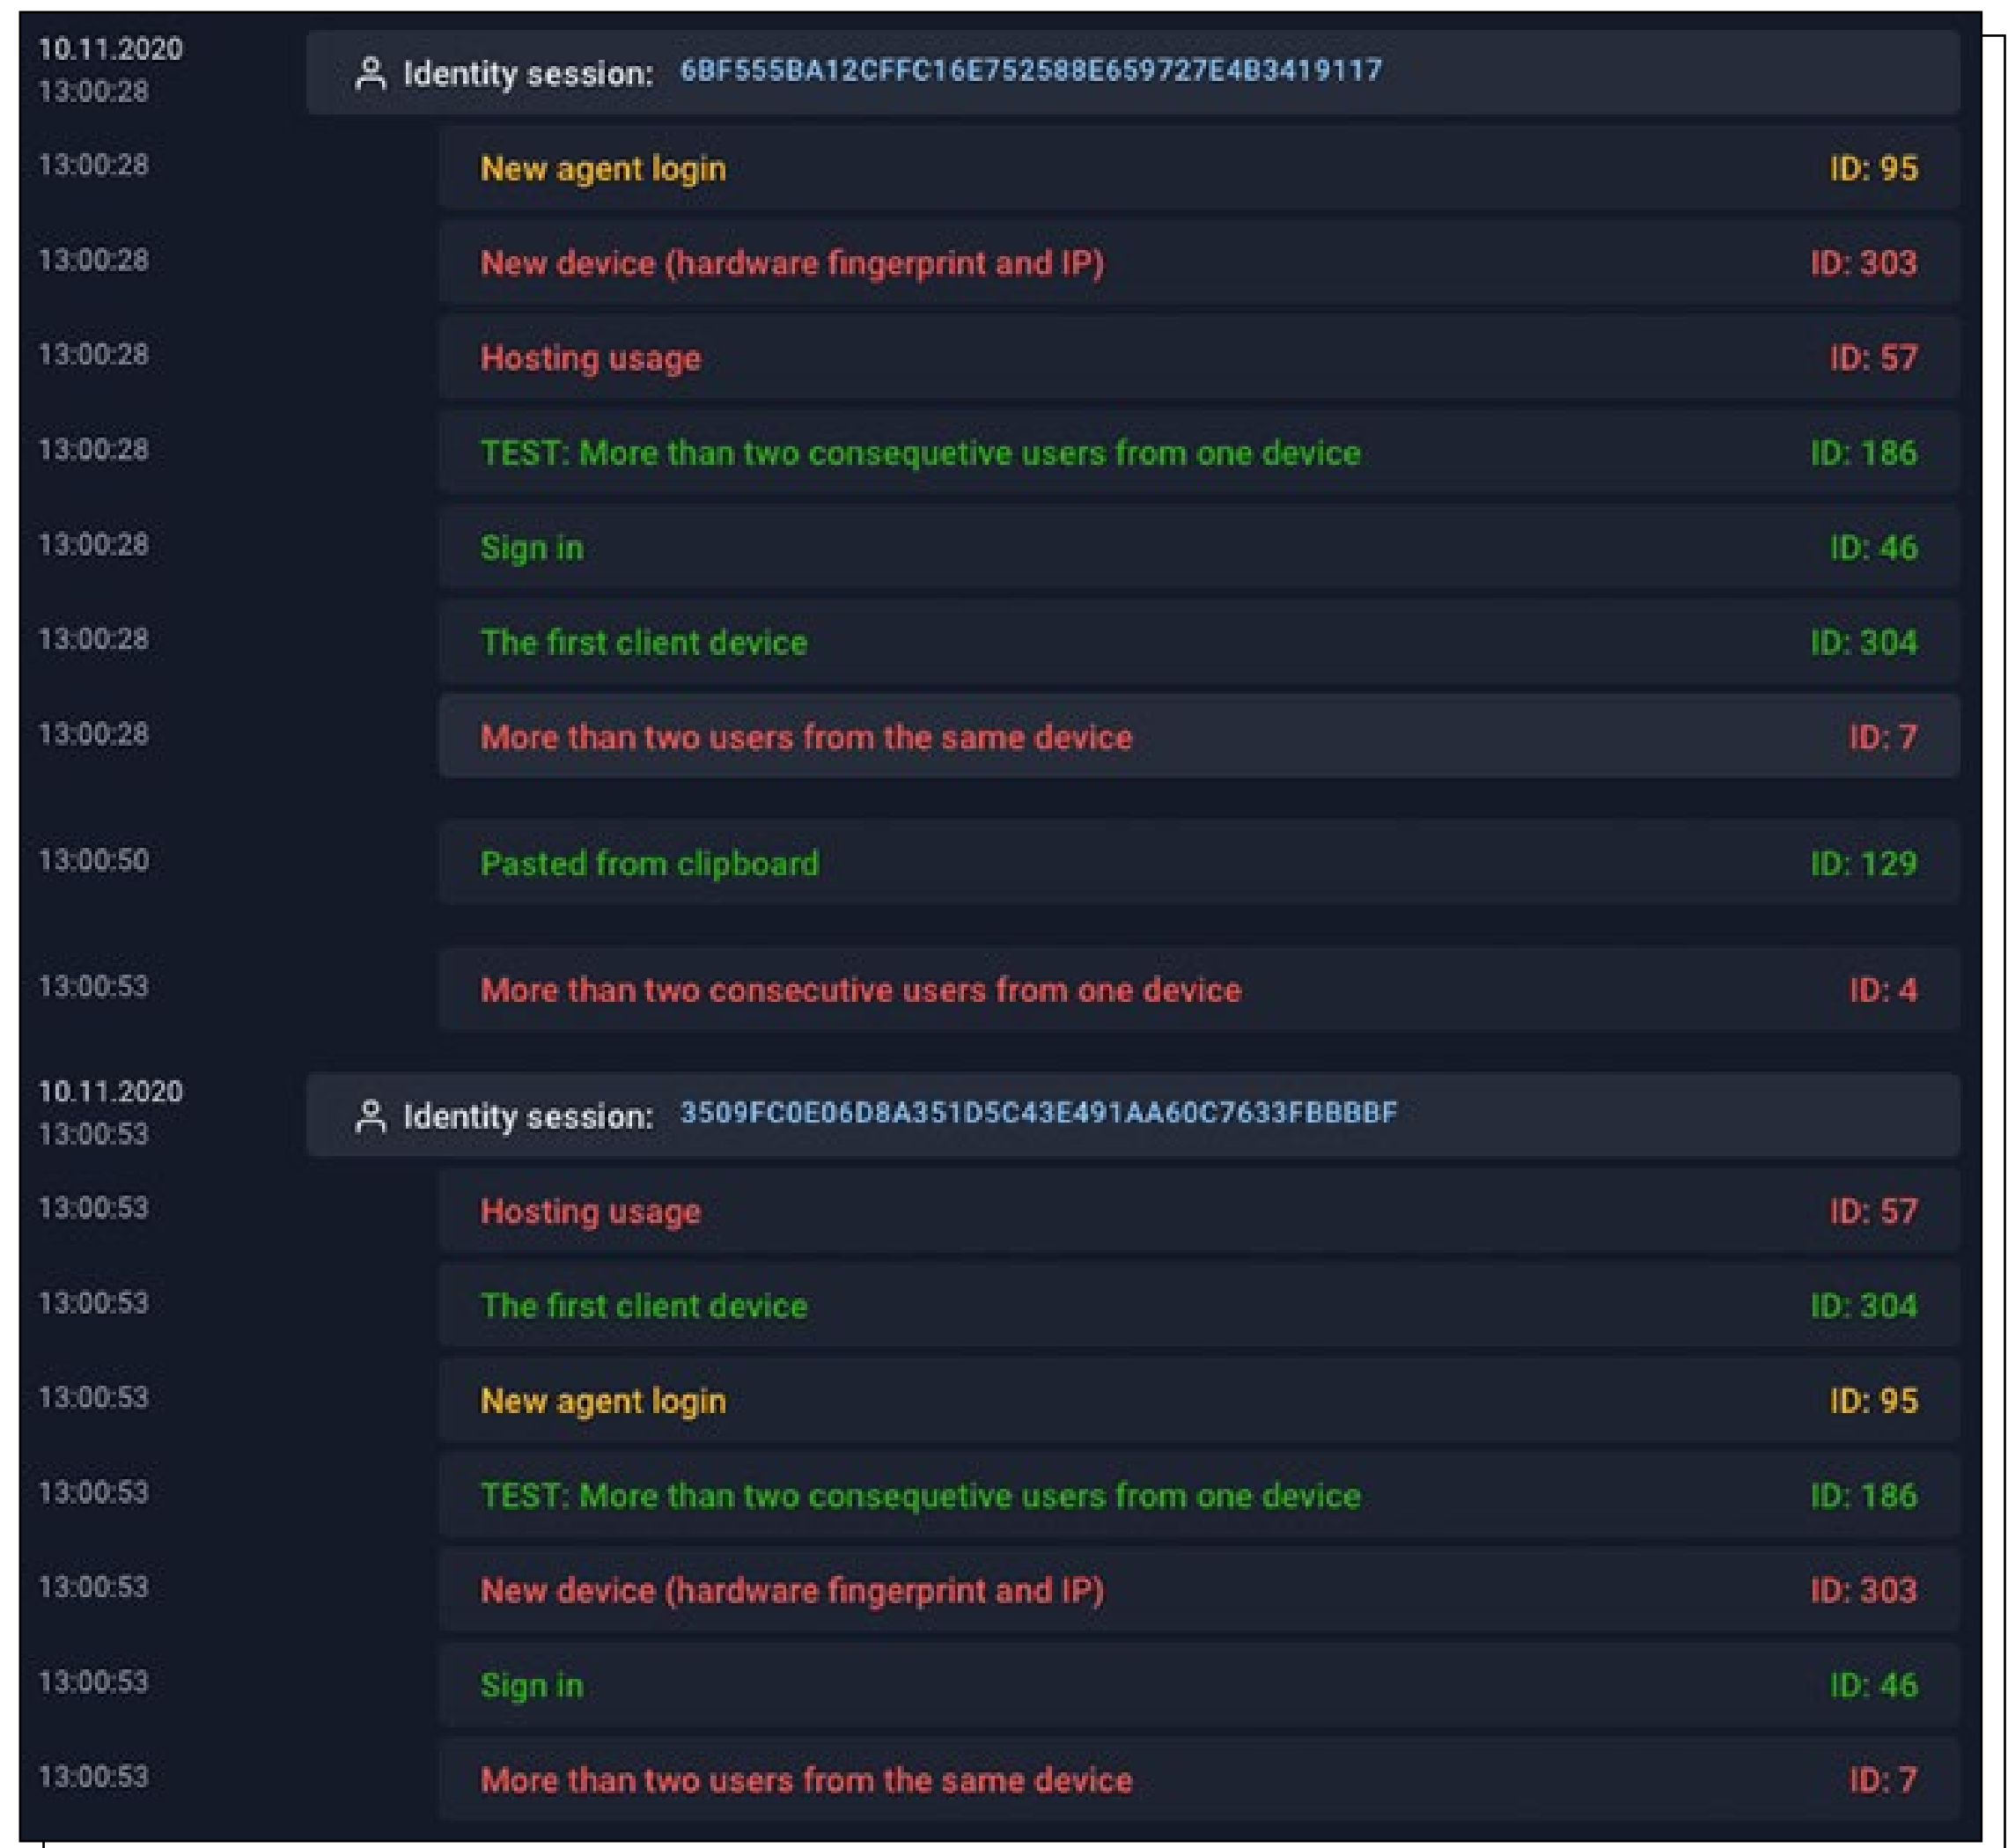 10.11.2020
13:00:28 Identity session: 6BF555BA12CFFC16E752588E659727E4B3419117
13:00:28 New agent login ID: 95
13:00:28 New device (hardware fingerprint and IP) ID: 303
13:00:28 Hosting usage ID: 57
13:00:28 TEST: More than two consequetive users from one device ID: 186
13:00:28 Sign in ID: 46
13:00:28 The first client device ID: 304
13:00:28 More than two users from the same device ID: 7
13:00:50 Pasted from clipboard ID: 129
13:00:53 More than two consecutive users from one device ID: 4
10.11.2020
13:00:53 Identity session: 3509FC0E06D8A351D5C43E491AA60C7633FBBBBF
13:00:53 Hosting usage ID: 57
13:00:53 The first client device ID: 304
13:00:53 New agent login ID: 95
13:00:53 TEST: More than two consequetive users from one device ID: 186
13:00:53 New device (hardware fingerprint and IP) ID: 303
13:00:53 Sign in ID: 46
13:00:53 More than two users from the same device ID: 7